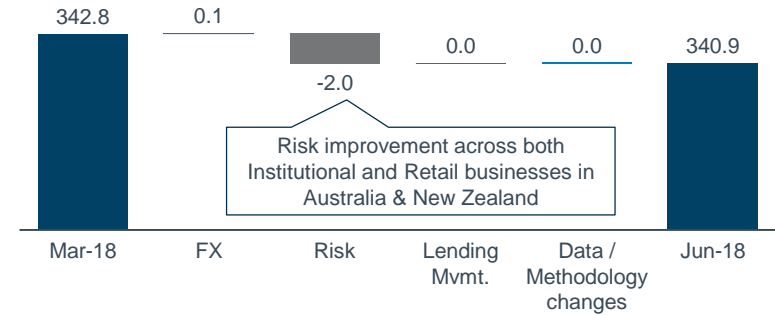 342.8
0.1
-2.0
0.0
0.0
340.9
Risk improvement across both
Institutional and Retail businesses in
Australia & New Zealand
Mar-18
FX
Risk
Lending
Mvmt.
Data /
Methodology
changes
Jun-18